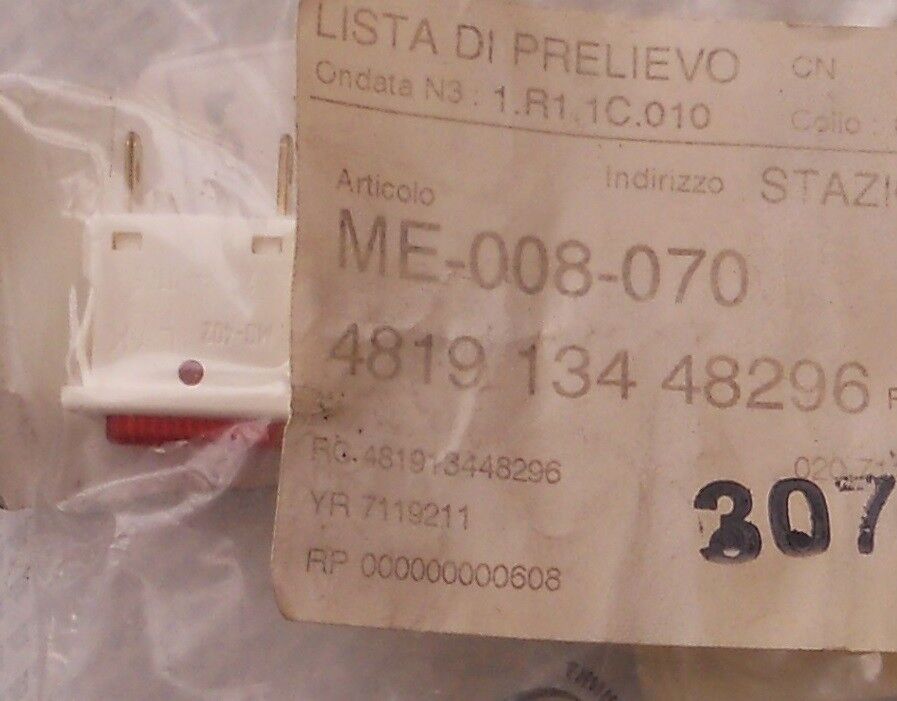 LISTA DI PRELIEVO CN
Ondata N3 : 1.R1.1C.010 Collo :
Articolo Indirizzo STAZI
ME-008-070
4819 134 48296
RC 481913448296
YR 7119211
307
RP 000000000608